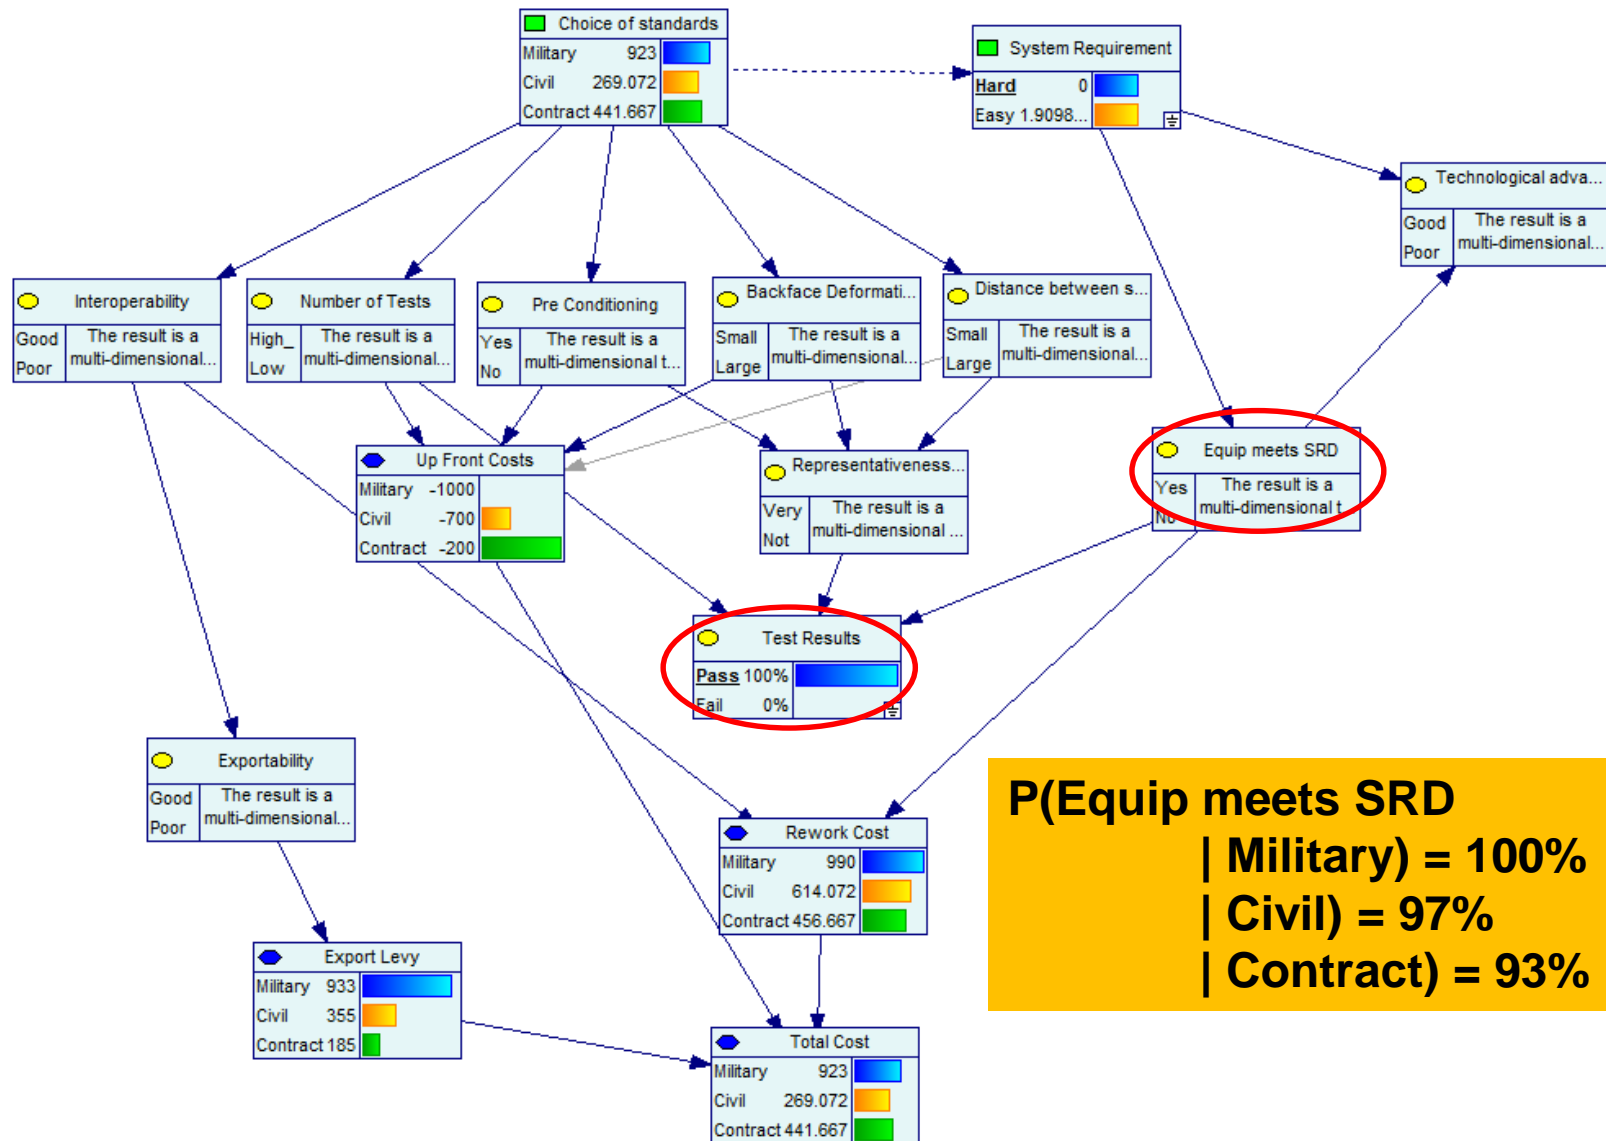 Choice of standards
Military 923
Civil 269.072
Contract 441.667
System Requirement
Hard 0
Easy 1.9098...
Technological adva...
Good
Poor
The result is a
multi-dimensional...
Interoperability
Good
Poor
The result is a
multi-dimensional...
Number of Tests
High_
Low
The result is a
multi-dimensional...
Pre Conditioning
Yes
No
The result is a
multi-dimensional t...
Backface Deformati...
Small
Large
The result is a
multi-dimensional...
Distance between s...
Small
Large
The result is a
multi-dimensional...
Up Front Costs
Military -1000
Civil -700
Contract -200
Representativeness...
Very
Not
The result is a
multi-dimensional ...
Equip meets SRD
Yes
No
The result is a
multi-dimensional t...
Test Results
Pass 100%
Fail 0%
Exportability
Good
Poor
The result is a
multi-dimensional...
Rework Cost
Military 990
Civil 614.072
Contract 456.667
P(Equip meets SRD
| Military) = 100%
| Civil) = 97%
| Contract) = 93%
Export Levy
Military 933
Civil 355
Contract 185
Total Cost
Military 923
Civil 269.072
Contract 441.667